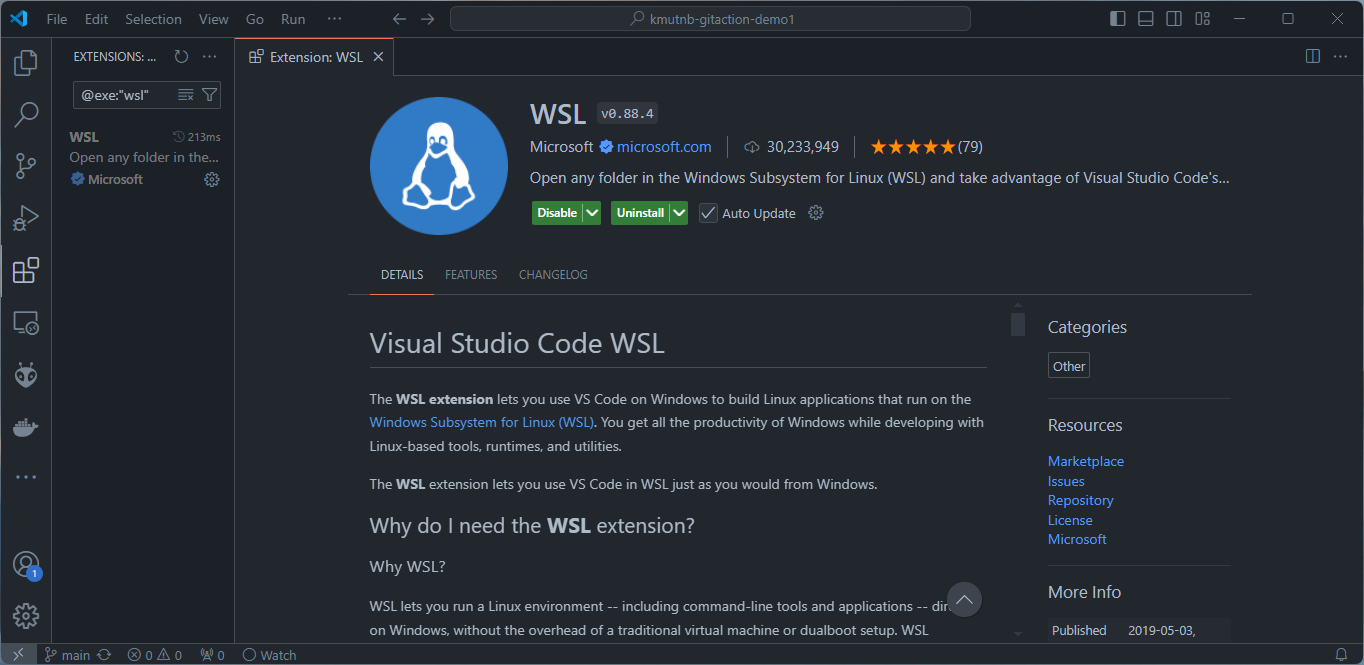 File Edit Selection View Go Run ···
kmutnb-gitaction-demo1
EXTENSIONS: ...
Extension: WSL
@exe:"wsl"
WSL 213ms
Open any folder in the...
Microsoft
WSL v0.88.4
Microsoft microsoft.com 30,233,949 (79)
Open any folder in the Windows Subsystem for Linux (WSL) and take advantage of Visual Studio Code's...
Disable Uninstall Auto Update
DETAILS FEATURES CHANGELOG
Visual Studio Code WSL
The WSL extension lets you use VS Code on Windows to build Linux applications that run on the
Windows Subsystem for Linux (WSL). You get all the productivity of Windows while developing with
Linux-based tools, runtimes, and utilities.
The WSL extension lets you use VS Code in WSL just as you would from Windows.
Why do I need the WSL extension?
Why WSL?
WSL lets you run a Linux environment -- including command-line tools and applications --
on Windows, without the overhead of a traditional virtual machine or dualboot setup. WSL
Categories
Other
Resources
Marketplace
Issues
Repository
License
Microsoft
More Info
Published 2019-05-03,
1
main 0 0 0 Watch